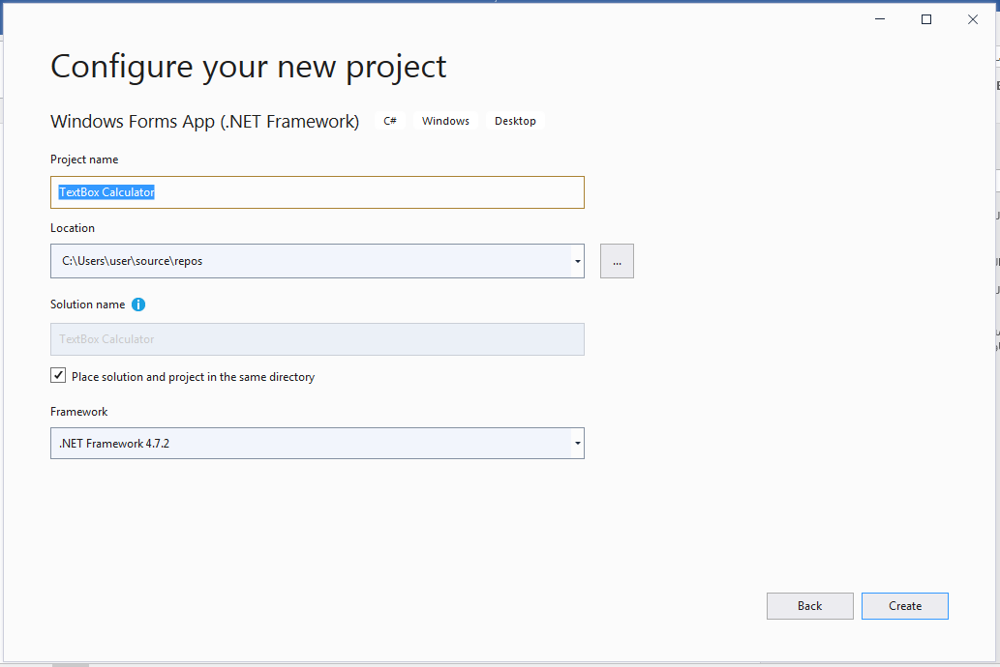 Configure your new project
Windows Forms App (.NET Framework) C# Windows Desktop
Project name
TextBox Calculator
Location
C:\Users\user\source\repos
...
Solution name
TextBox Calculator
Place solution and project in the same directory
Framework
.NET Framework 4.7.2
Back Create